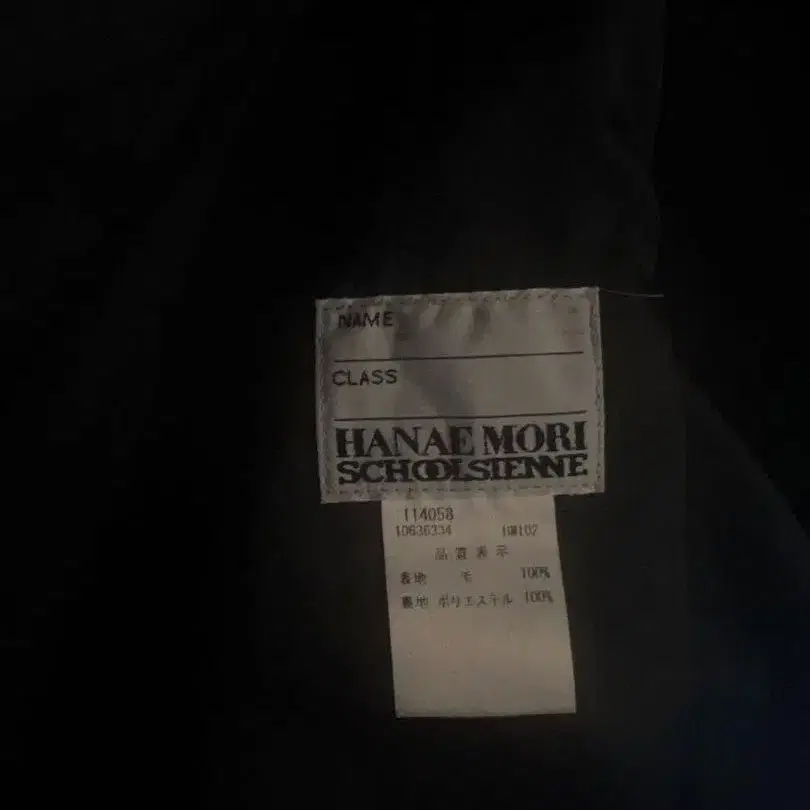 NAME
CLASS
HANAE MORI
SCHOOLSIENNE
114058
10636334 HM102
品質表示
表地 毛 100%
裏地 ポリエステル 100%